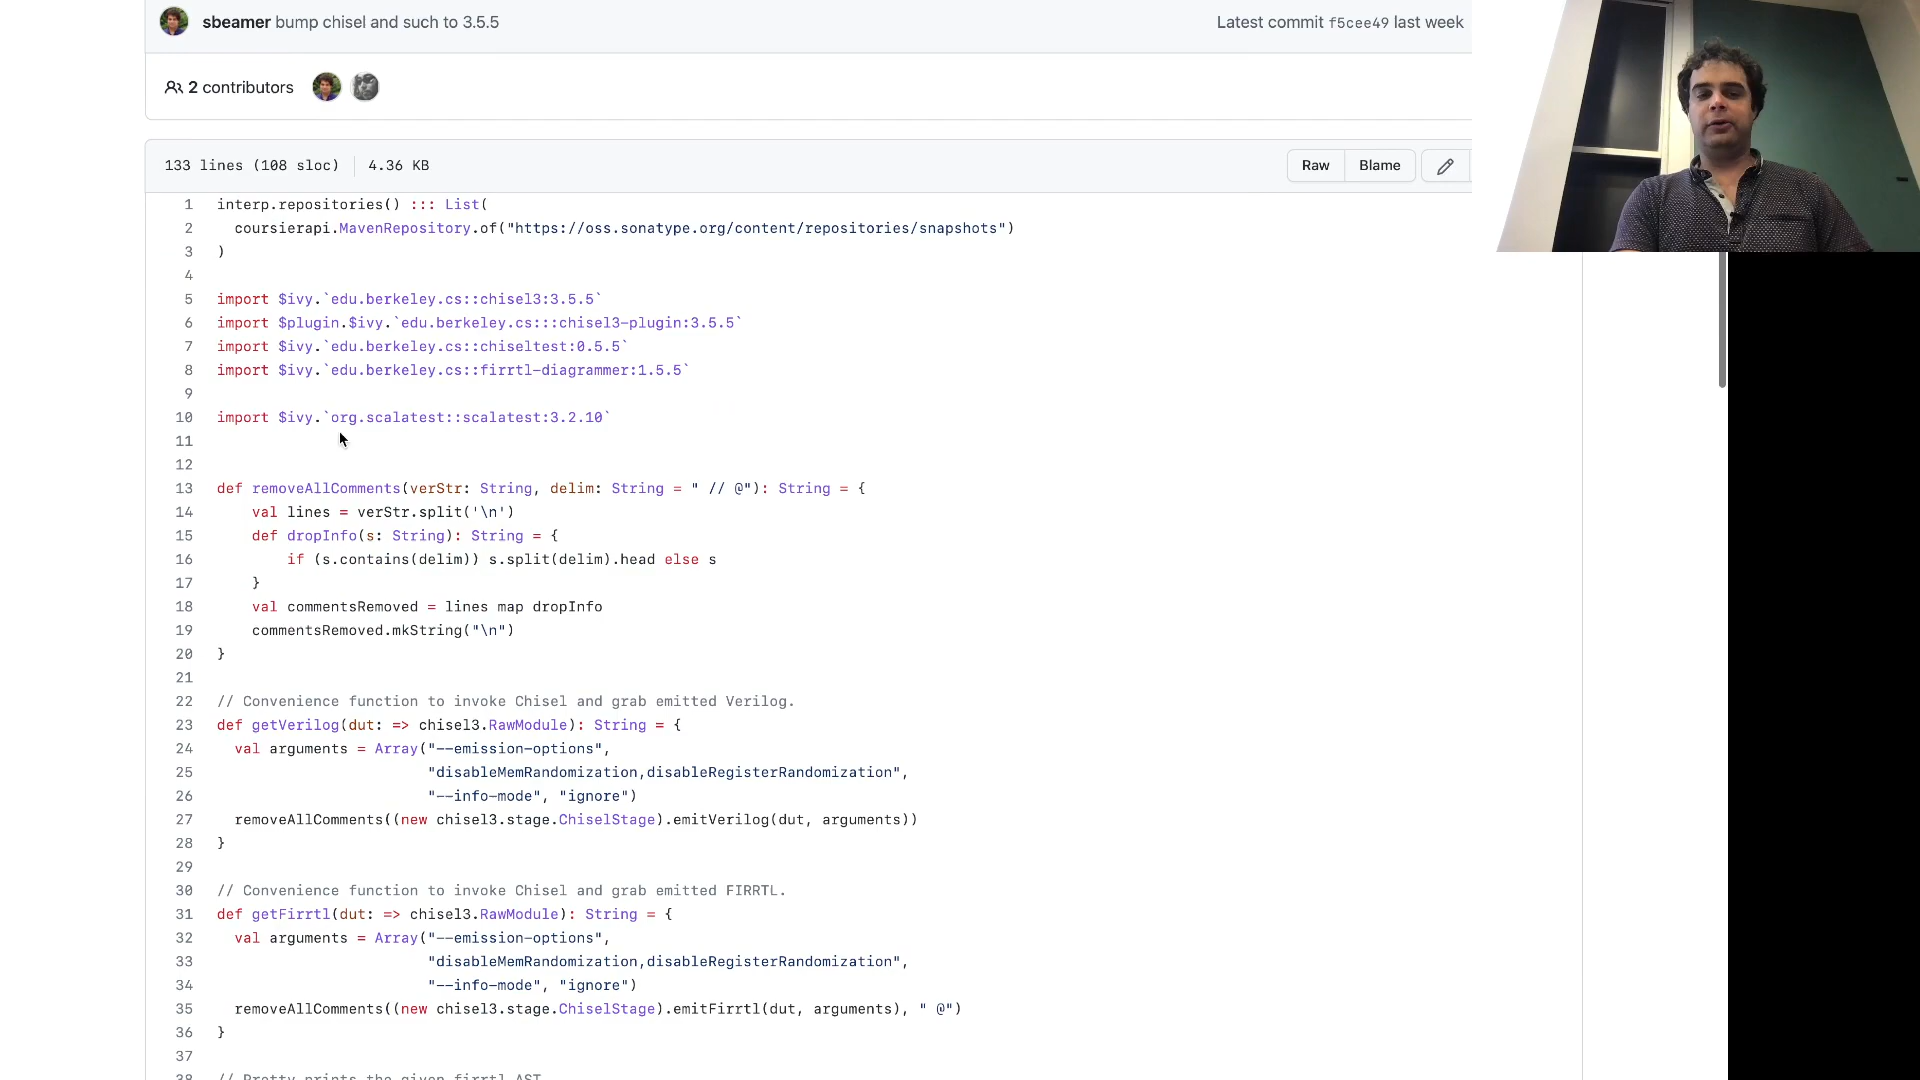 sbeamer bump chisel and such to 3.5.5
Latest commit f5cee49 last week
2 contributors
133 lines (108 sloc) 4.36 KB
Raw Blame
1 interp.repositories() ::: List(
2 coursierapi.MavenRepository.of("https://oss.sonatype.org/content/repositories/snapshots")
3 )
4
5 import $ivy.`edu.berkeley.cs::chisel3:3.5.5`
6 import $plugin.$ivy.`edu.berkeley.cs:::chisel3-plugin:3.5.5`
7 import $ivy.`edu.berkeley.cs::chiseltest:0.5.5`
8 import $ivy.`edu.berkeley.cs::firrtl-diagrammer:1.5.5`
9
10 import $ivy.`org.scalatest::scalatest:3.2.10`
11
12
13 def removeAllComments(verStr: String, delim: String = " // @"): String = {
14 val lines = verStr.split('\n')
15 def dropInfo(s: String): String = {
16 if (s.contains(delim)) s.split(delim).head else s
17 }
18 val commentsRemoved = lines map dropInfo
19 commentsRemoved.mkString("\n")
20 }
21
22 // Convenience function to invoke Chisel and grab emitted Verilog.
23 def getVerilog(dut: => chisel3.RawModule): String = {
24 val arguments = Array("--emission-options",
25 "disableMemRandomization,disableRegisterRandomization",
26 "--info-mode", "ignore")
27 removeAllComments((new chisel3.stage.ChiselStage).emitVerilog(dut, arguments))
28 }
29
30 // Convenience function to invoke Chisel and grab emitted FIRRTL.
31 def getFirrtl(dut: => chisel3.RawModule): String = {
32 val arguments = Array("--emission-options",
33 "disableMemRandomization,disableRegisterRandomization",
34 "--info-mode", "ignore")
35 removeAllComments((new chisel3.stage.ChiselStage).emitFirrtl(dut, arguments), " @")
36 }
37
38 // Pretty prints the given firrtl AST